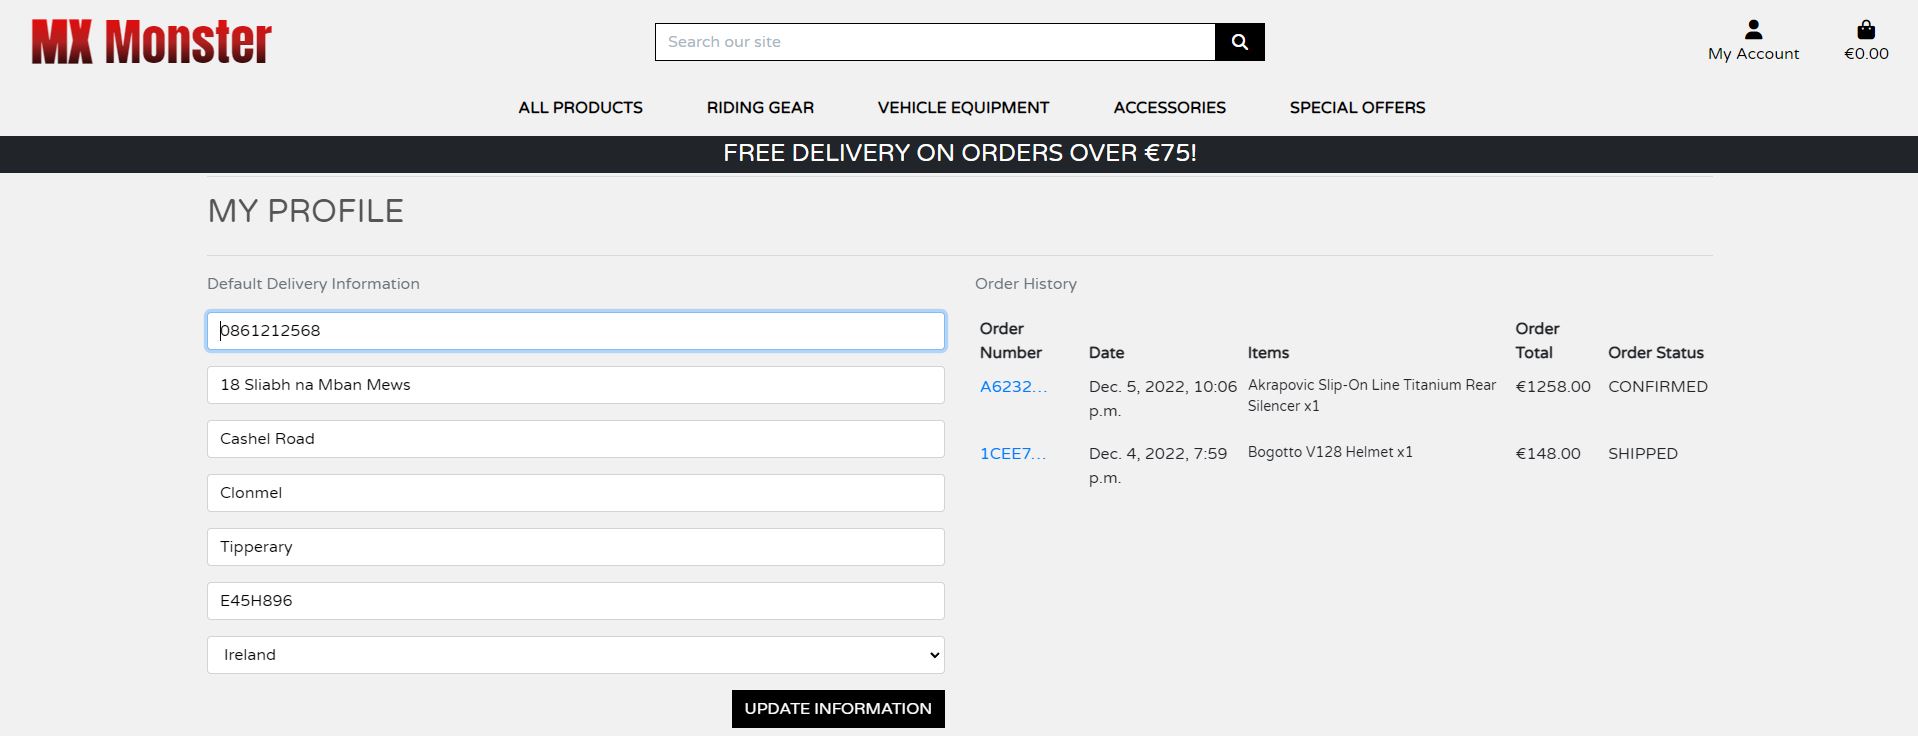 MX Monster
Search our site
My Account
€0.00
ALL PRODUCTS RIDING GEAR VEHICLE EQUIPMENT ACCESSORIES SPECIAL OFFERS
FREE DELIVERY ON ORDERS OVER €75!
MY PROFILE
Default Delivery Information
0861212568
18 Sliabh na Mban Mews
Cashel Road
Clonmel
Tipperary
E45H896
Ireland
UPDATE INFORMATION
Order History
Order Number Date Items Order Total Order Status
A6232... Dec. 5, 2022, 10:06 Akrapovic Slip-On Line Titanium Rear €1258.00 CONFIRMED
p.m. Silencer x1
1CEE7... Dec. 4, 2022, 7:59 Bogotto V128 Helmet x1 €148.00 SHIPPED
p.m.